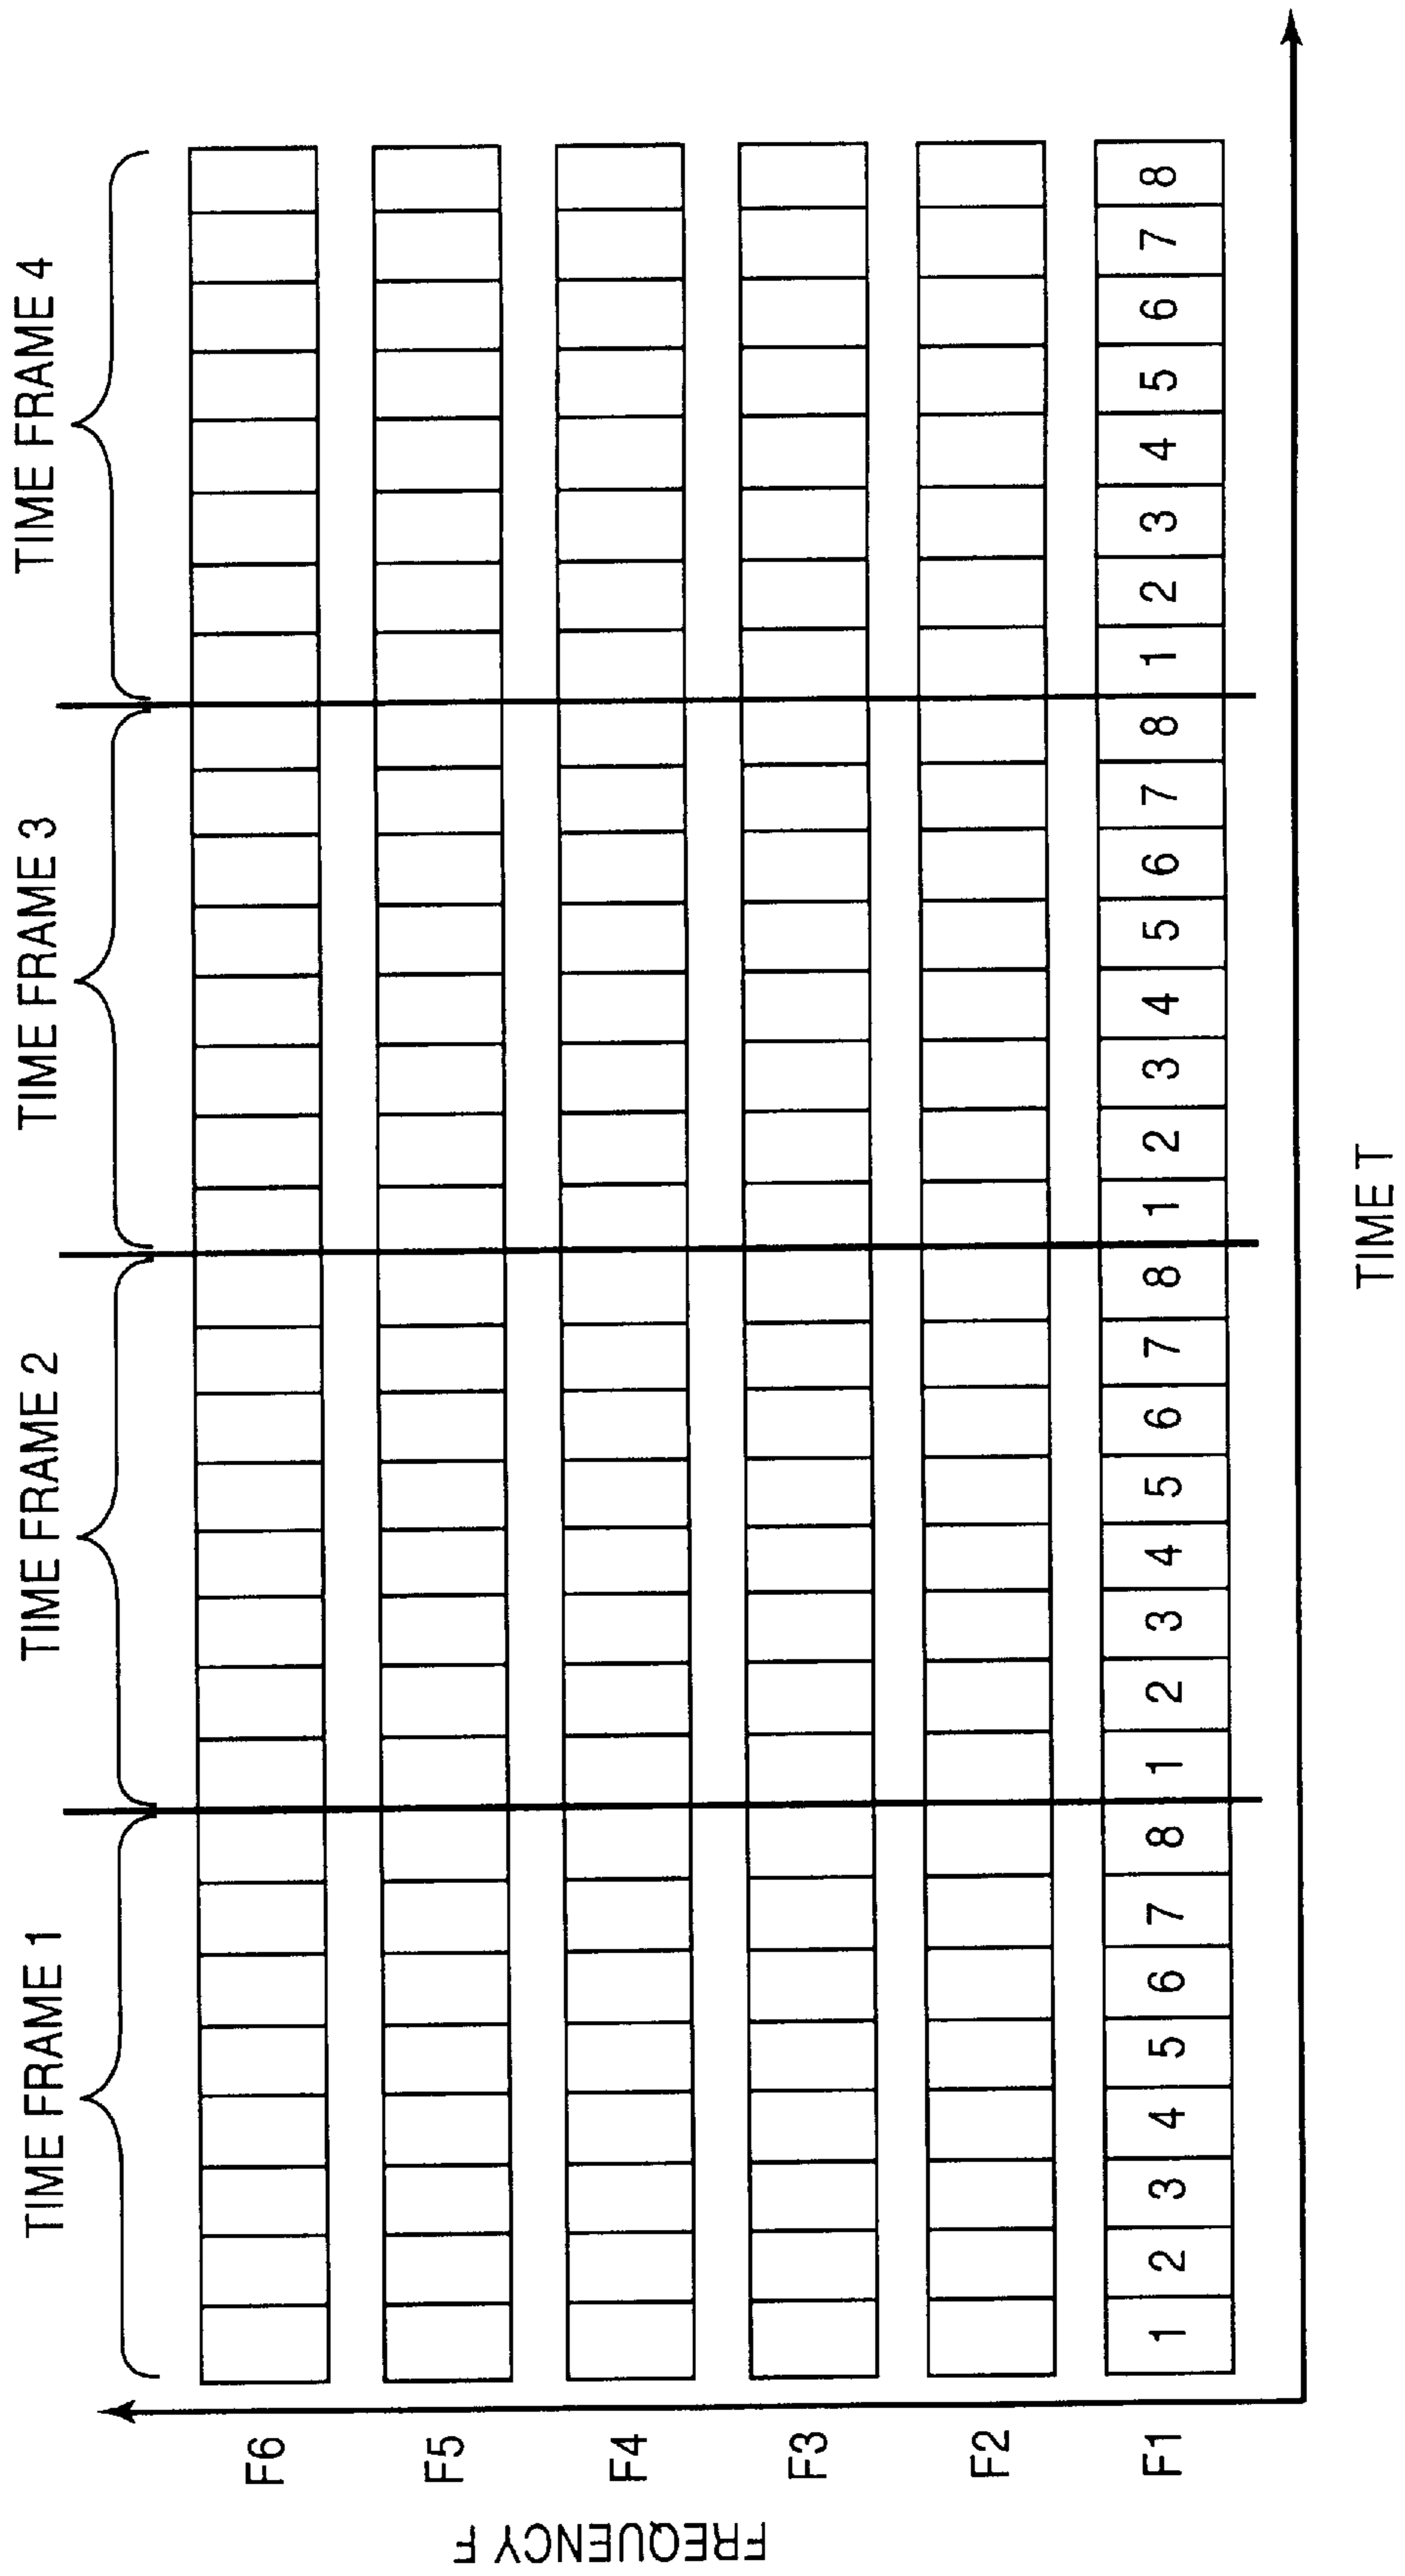 TIME FRAME 1 TIME FRAME 2 TIME FRAME 3 TIME FRAME 4
FREQUENCY F
F6
F5
F4
F3
F2
F1 1 2 3 4 5 6 7 8 1 2 3 4 5 6 7 8 1 2 3 4 5 6 7 8 1 2 3 4 5 6 7 8
TIME T